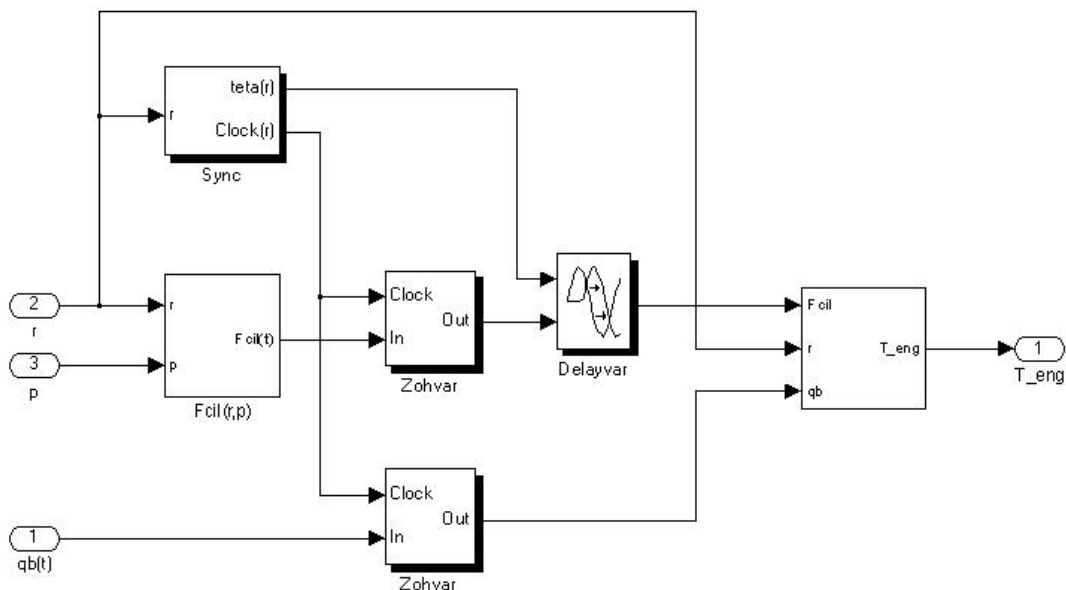 teta(r)
r
Clock(r)
Sync
2
r
3
p
r
Fcil(t)
p
Fcil(r,p)
Clock
Out
In
Zohvar
Delayvar
Fcil
r
T_eng
qb
1
T_eng
Clock
Out
In
Zohvar
1
qb(t)